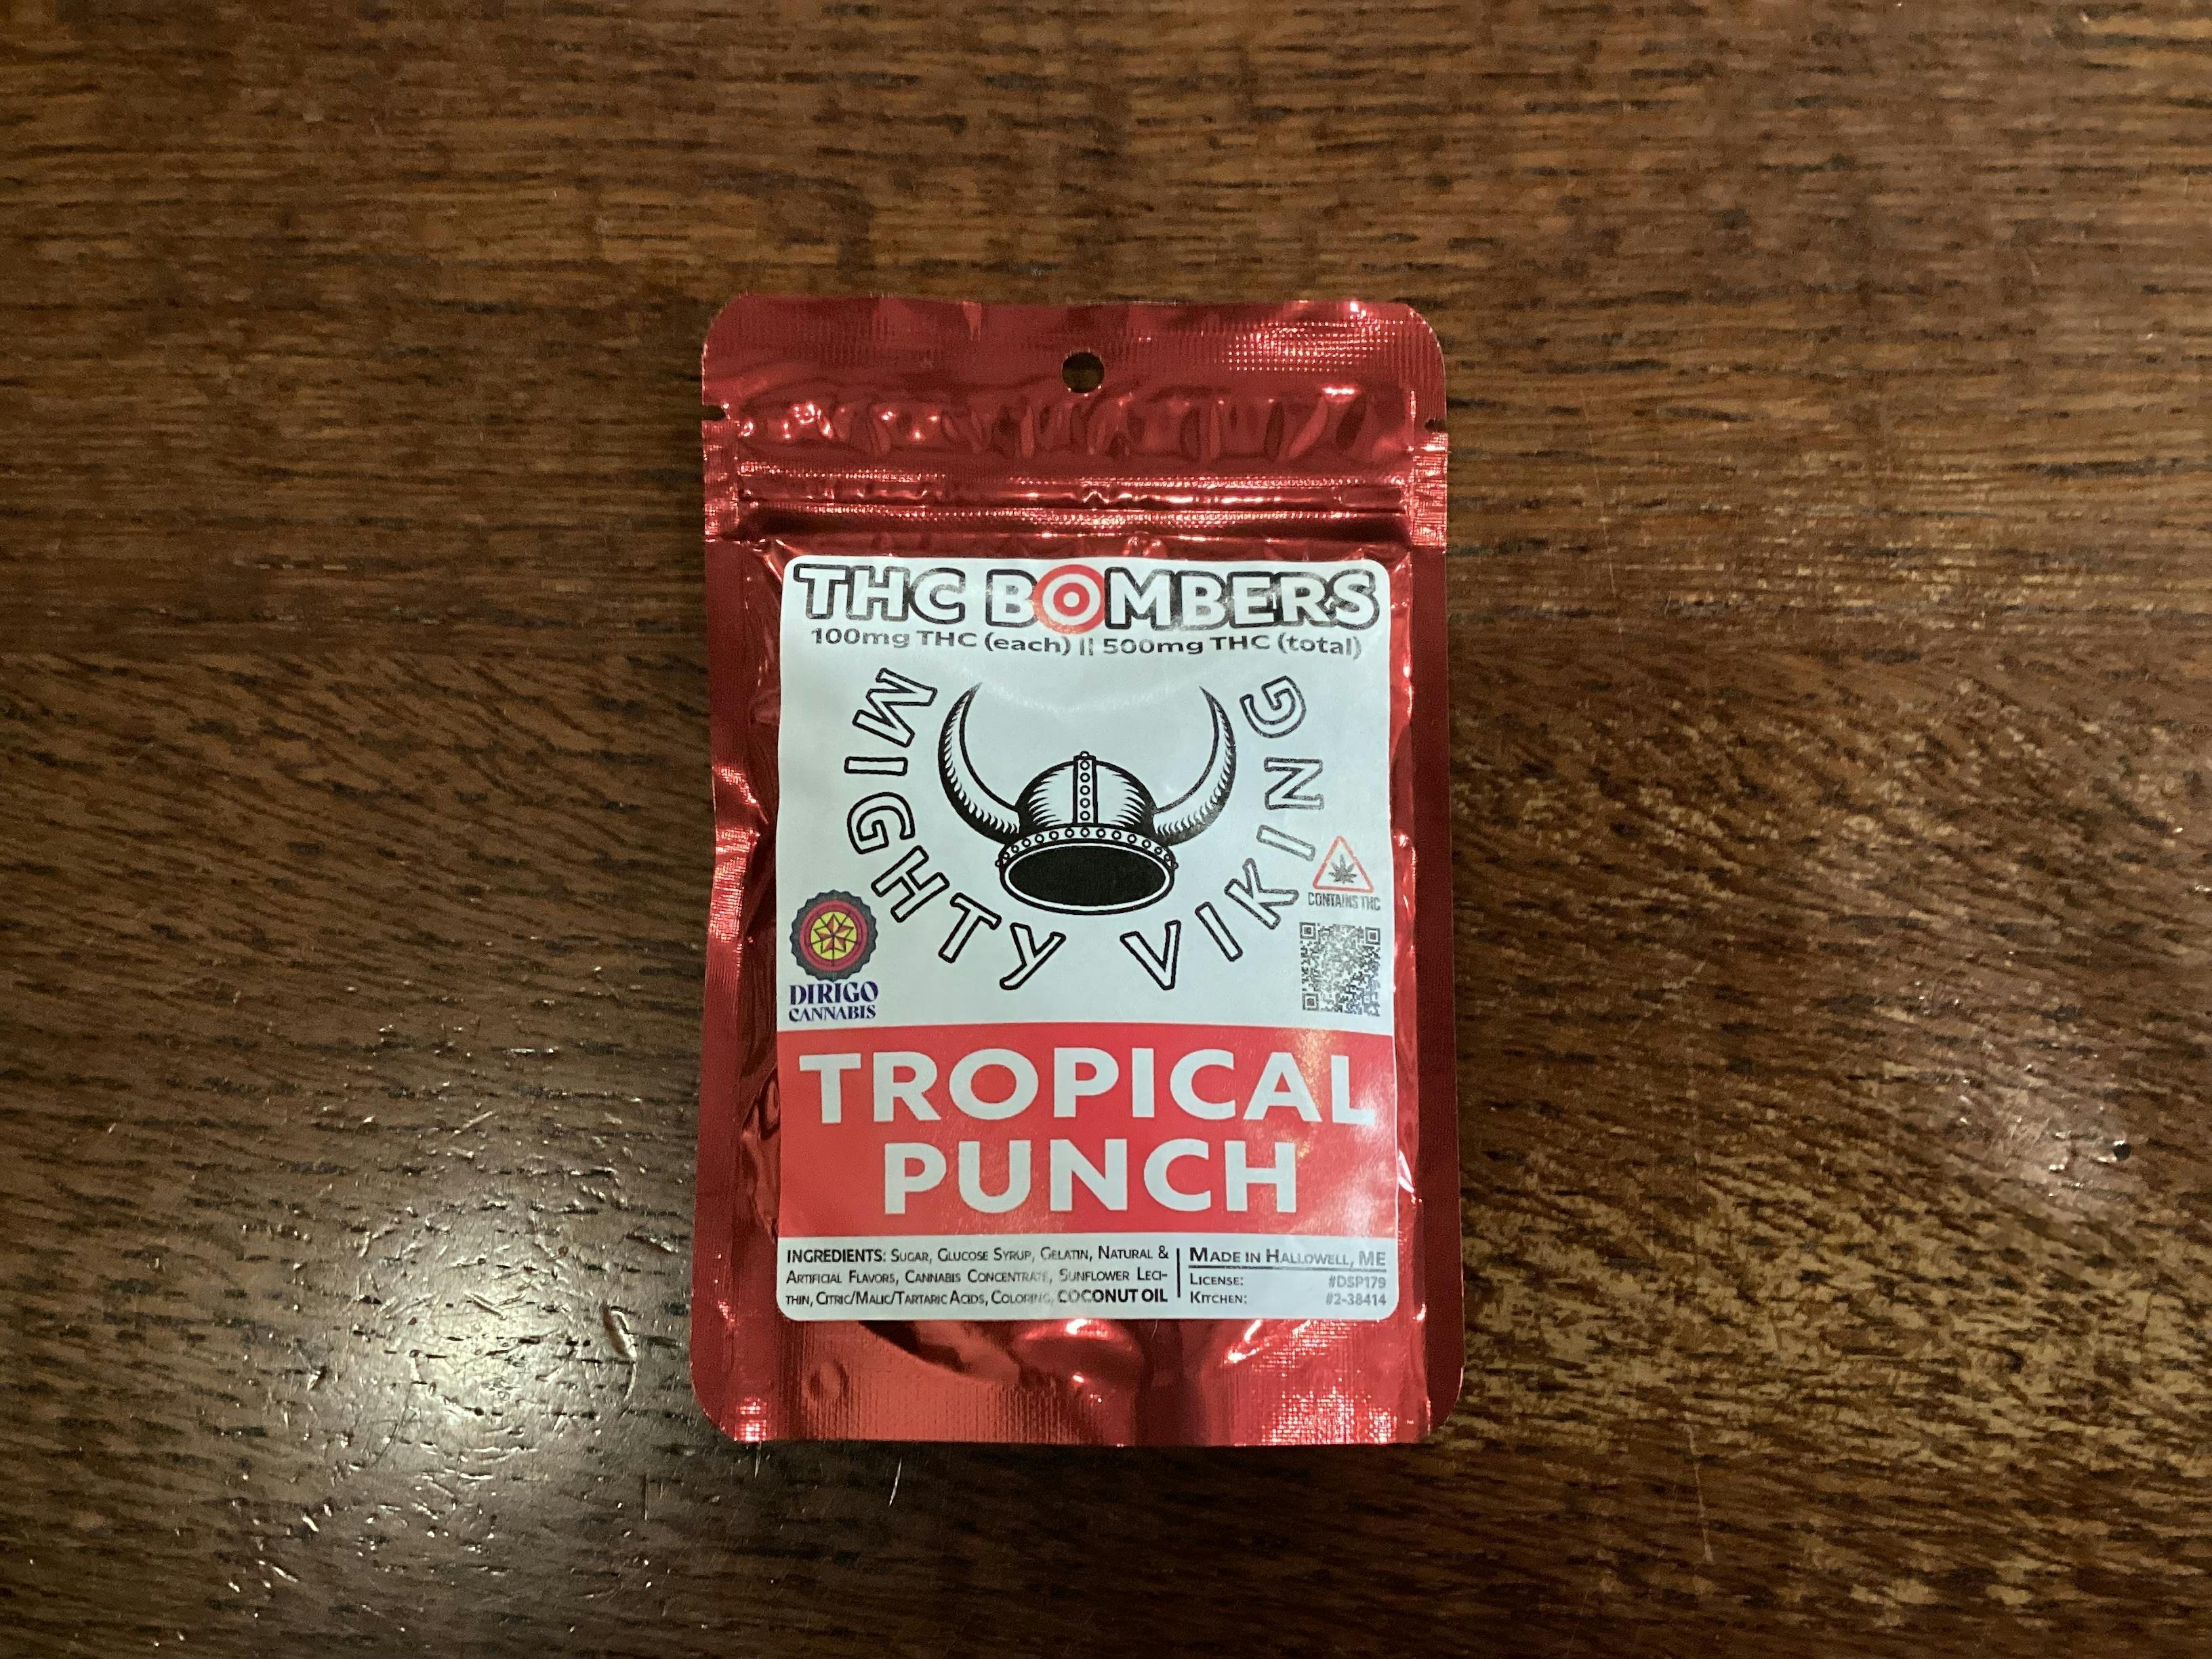 THC BOMBERS
100mg THC (each) || 500mg THC (total)
MIGHTY VIKING
CONTAINS THC
DIRIGO
CANNABIS
TROPICAL
PUNCH
INGREDIENTS: SUGAR, GLUCOSE SYRUP, GELATIN, NATURAL &
ARTIFICIAL FLAVORS, CANNABIS CONCENTRATE, SUNFLOWER LECI-
THIN, CITRIC/MALIC/TARTARIC ACIDS, COLORING, COCONUT OIL
MADE IN HALLOWELL, ME
LICENSE: #DSP179
KITCHEN: #2-38414